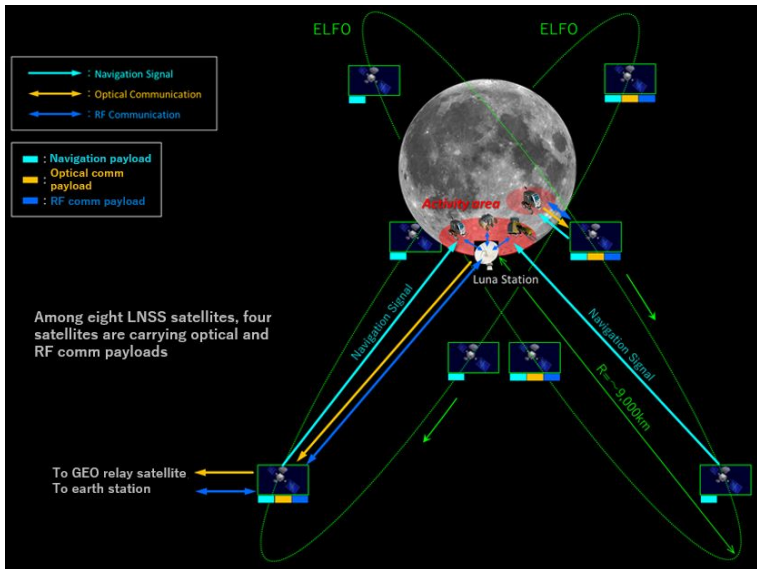 ELFO
ELFO
: Navigation Signal
: Optical Communication
: RF Communication
: Navigation payload
: Optical comm
payload
: RF comm payload
Activity area
Luna Station
Among eight LNSS satellites, four
satellites are carrying optical and
RF comm payloads
Navigation Signal
Navigation Signal
R=~9,000km
To GEO relay satellite
To earth station